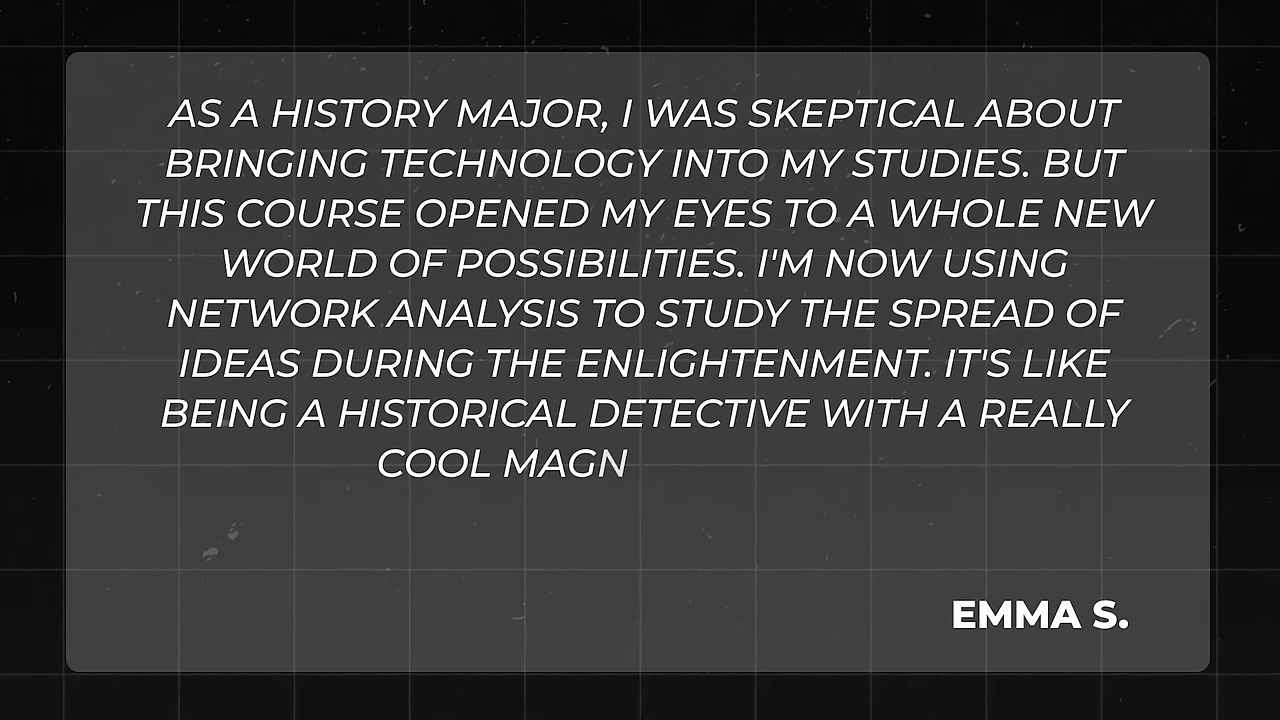 AS A HISTORY MAJOR, I WAS SKEPTICAL ABOUT
BRINGING TECHNOLOGY INTO MY STUDIES. BUT
THIS COURSE OPENED MY EYES TO A WHOLE NEW
WORLD OF POSSIBILITIES. I'M NOW USING
NETWORK ANALYSIS TO STUDY THE SPREAD OF
IDEAS DURING THE ENLIGHTENMENT. IT'S LIKE
BEING A HISTORICAL DETECTIVE WITH A REALLY
COOL MAGN
EMMA S.